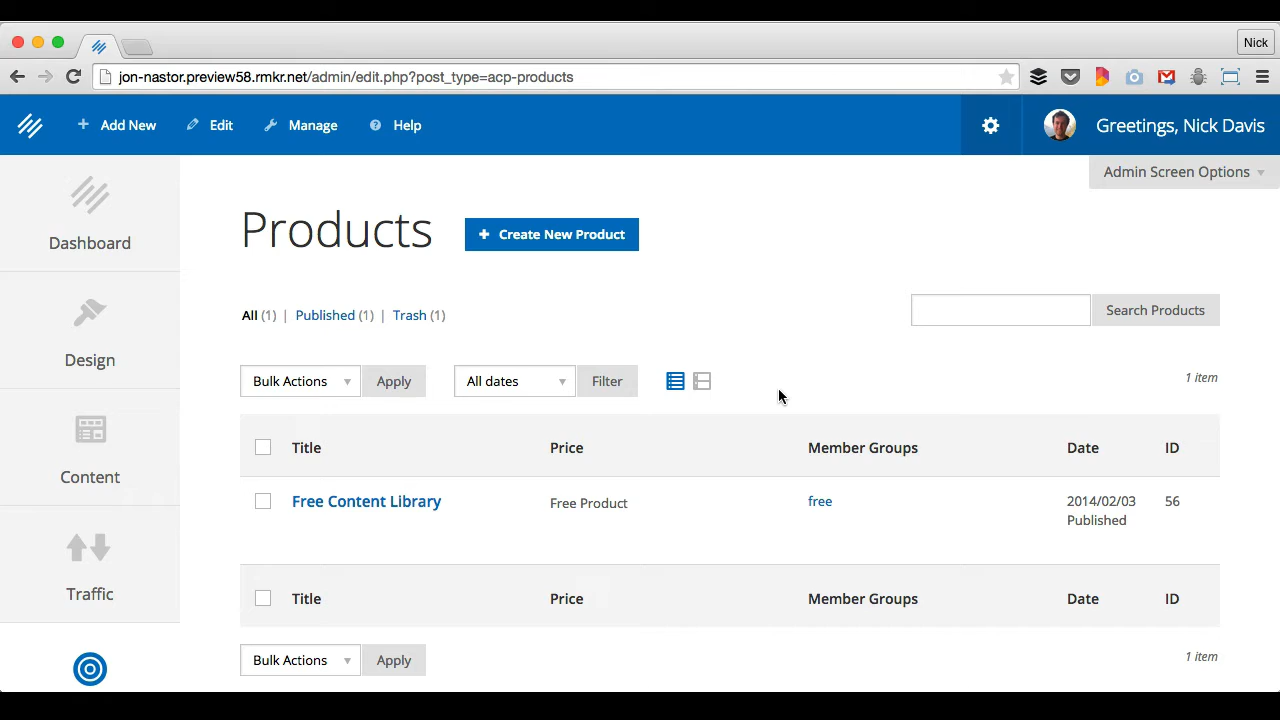 Nick
jon-nastor.preview58.rmkr.net/admin/edit.php?post_type=acp-products
+ Add New Edit Manage Help Greetings, Nick Davis
Admin Screen Options
Dashboard
Design
Content
Traffic
Products + Create New Product
All (1) | Published (1) | Trash (1)
Search Products
Bulk Actions Apply All dates Filter 1 item
Title Price Member Groups Date ID
Free Content Library Free Product free 2014/02/03 56
Published
Title Price Member Groups Date ID
Bulk Actions Apply 1 item